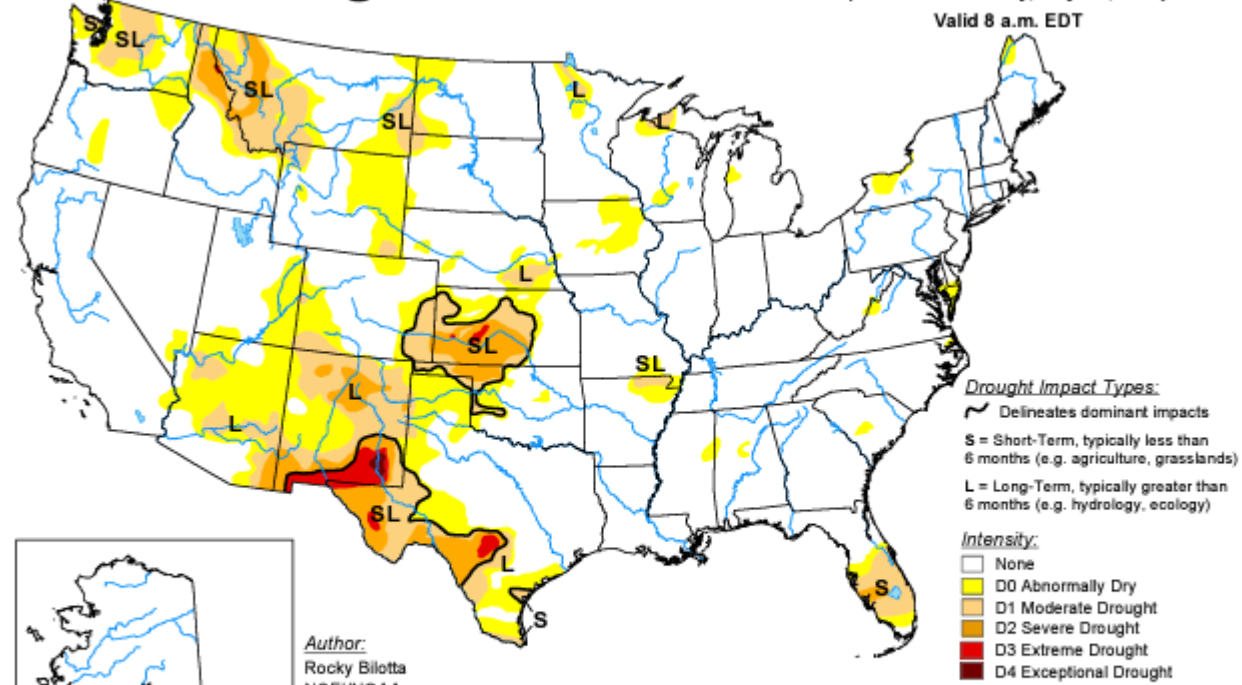 Valid 8 a.m. EDT
S
SL
SL
SL
L
L
L
SL
SL
L
L
SL
L
S
S
Drought Impact Types:
Delineates dominant impacts
S = Short-Term, typically less than
6 months (e.g. agriculture, grasslands)
L = Long-Term, typically greater than
6 months (e.g. hydrology, ecology)
Intensity:
None
D0 Abnormally Dry
D1 Moderate Drought
D2 Severe Drought
D3 Extreme Drought
D4 Exceptional Drought
Author:
Rocky Bilotta